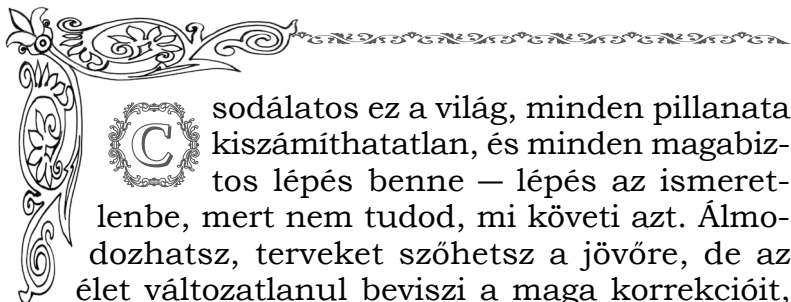 Csodálatos ez a világ, minden pillanata
kiszámíthatatlan, és minden magabiz-
tos lépés benne — lépés az ismeret-
lenbe, mert nem tudod, mi követi azt. Álmo-
dozhatsz, terveket szőhetsz a jövőre, de az
élet változatlanul beviszi a maga korrekcióit,